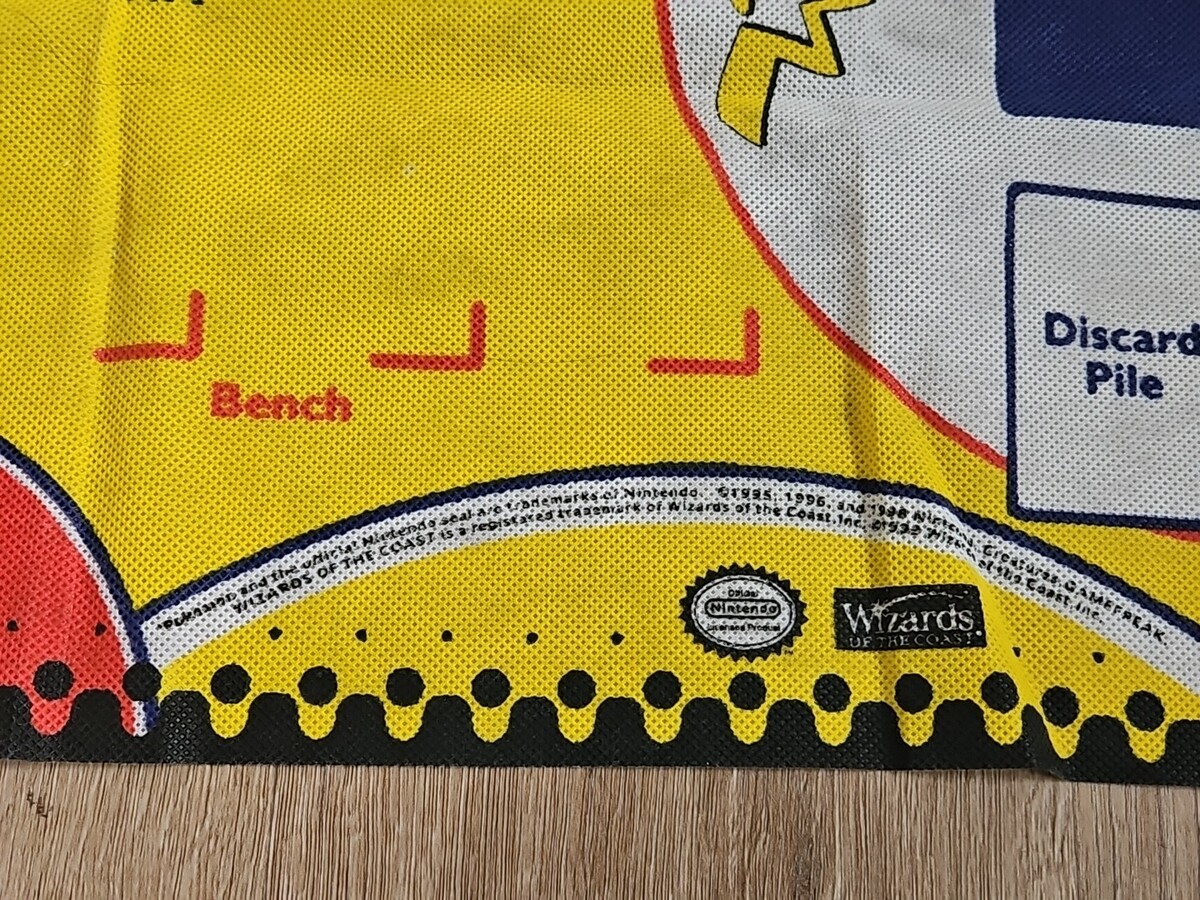 Discard
Pile
Bench
"Pokémon and the official Nintendo seal are trademarks of Nintendo. ©1995, 1996, and 1998 Nintendo, Creatures, GAMEFREAK.
WIZARDS OF THE COAST is a registered trademark of Wizards of the Coast, Inc. ©1999 Wizards of the Coast, Inc.
Official
Nintendo
Licensed Product
Wizards
OF THE COAST®